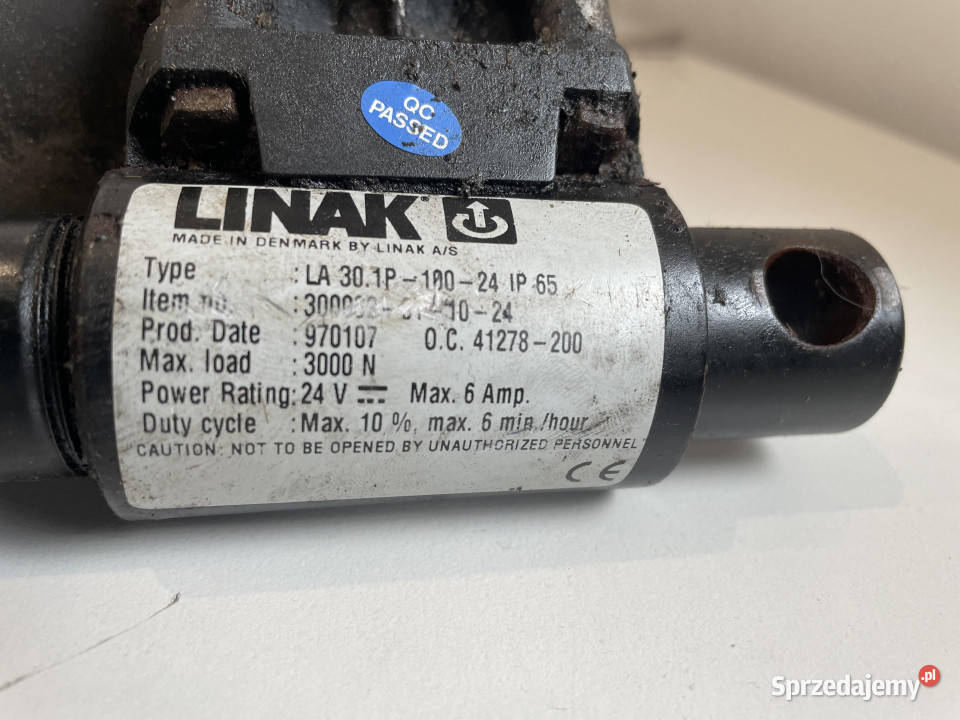 QC
PASSED
LINAK
MADE IN DENMARK BY LINAK A/S
Type : LA 30.1P-100-24 IP 65
Item no. :
Prod. Date : 970107 O.C. 41278-200
Max. load : 3000 N
Power Rating: 24 V Max. 6 Amp.
Duty cycle : Max. 10 %, max. 6 min./hour
"CAUTION: NOT TO BE OPENED BY UNAUTHORIZED PERSONNEL"
CE
Sprzedajemy.pl